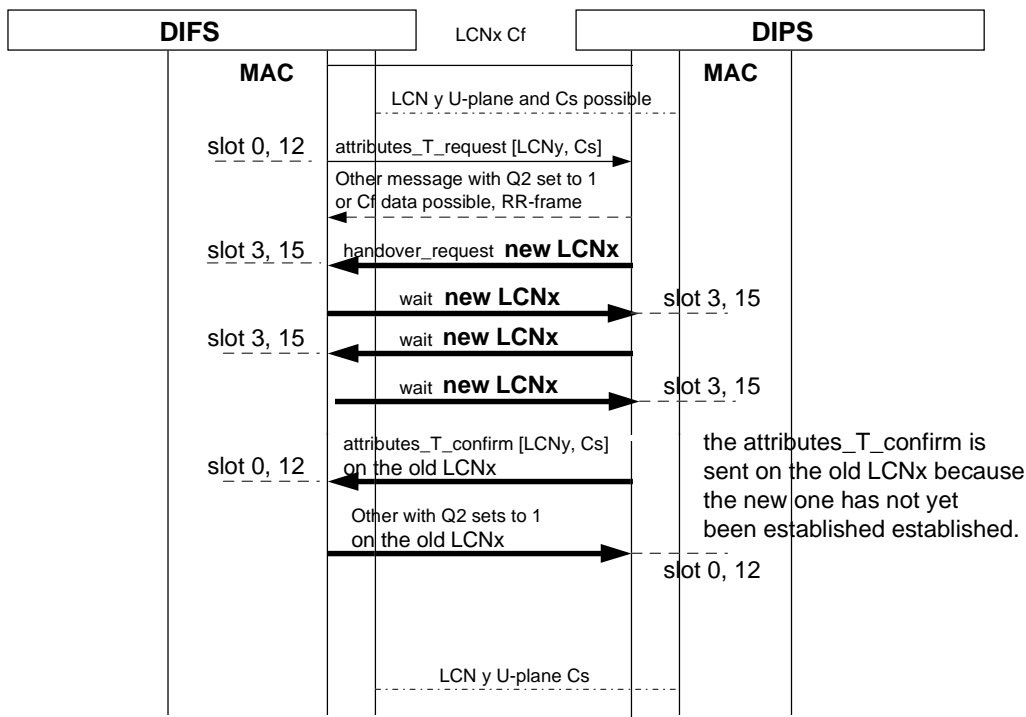 DIFS
LCNx Cf
DIPS
MAC
MAC
LCN y U-plane and Cs possible
slot 0, 12
attributes_T_request [LCNy, Cs]
Other message with Q2 set to 1
or Cf data possible, RR-frame
slot 3, 15
handover_request new LCNx
wait new LCNx
slot 3, 15
slot 3, 15
wait new LCNx
wait new LCNx
slot 3, 15
attributes_T_confirm [LCNy, Cs]
on the old LCNx
slot 0, 12
the attributes_T_confirm is
sent on the old LCNx because
the new one has not yet
been established established.
Other with Q2 sets to 1
on the old LCNx
slot 0, 12
LCN y U-plane Cs